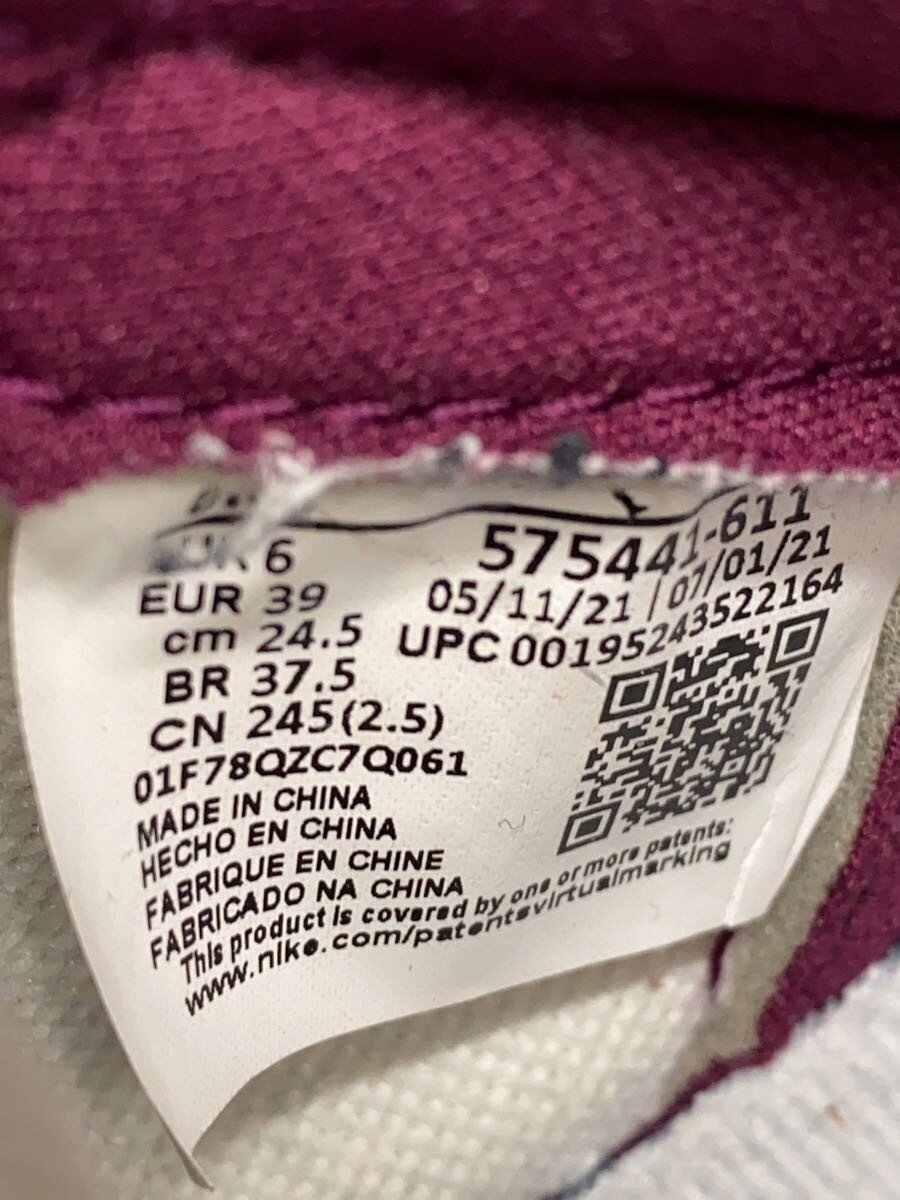 UK 6
EUR 39
cm 24.5
BR 37.5
CN 245(2.5)
01F78QZC7Q061
MADE IN CHINA
HECHO EN CHINA
FABRIQUE EN CHINE
FABRICADO NA CHINA
This product is covered by one or more patents:
www.nike.com/patentsvirtualmarking
575441-611
05/11/21 | 07/01/21
UPC 00195243522164